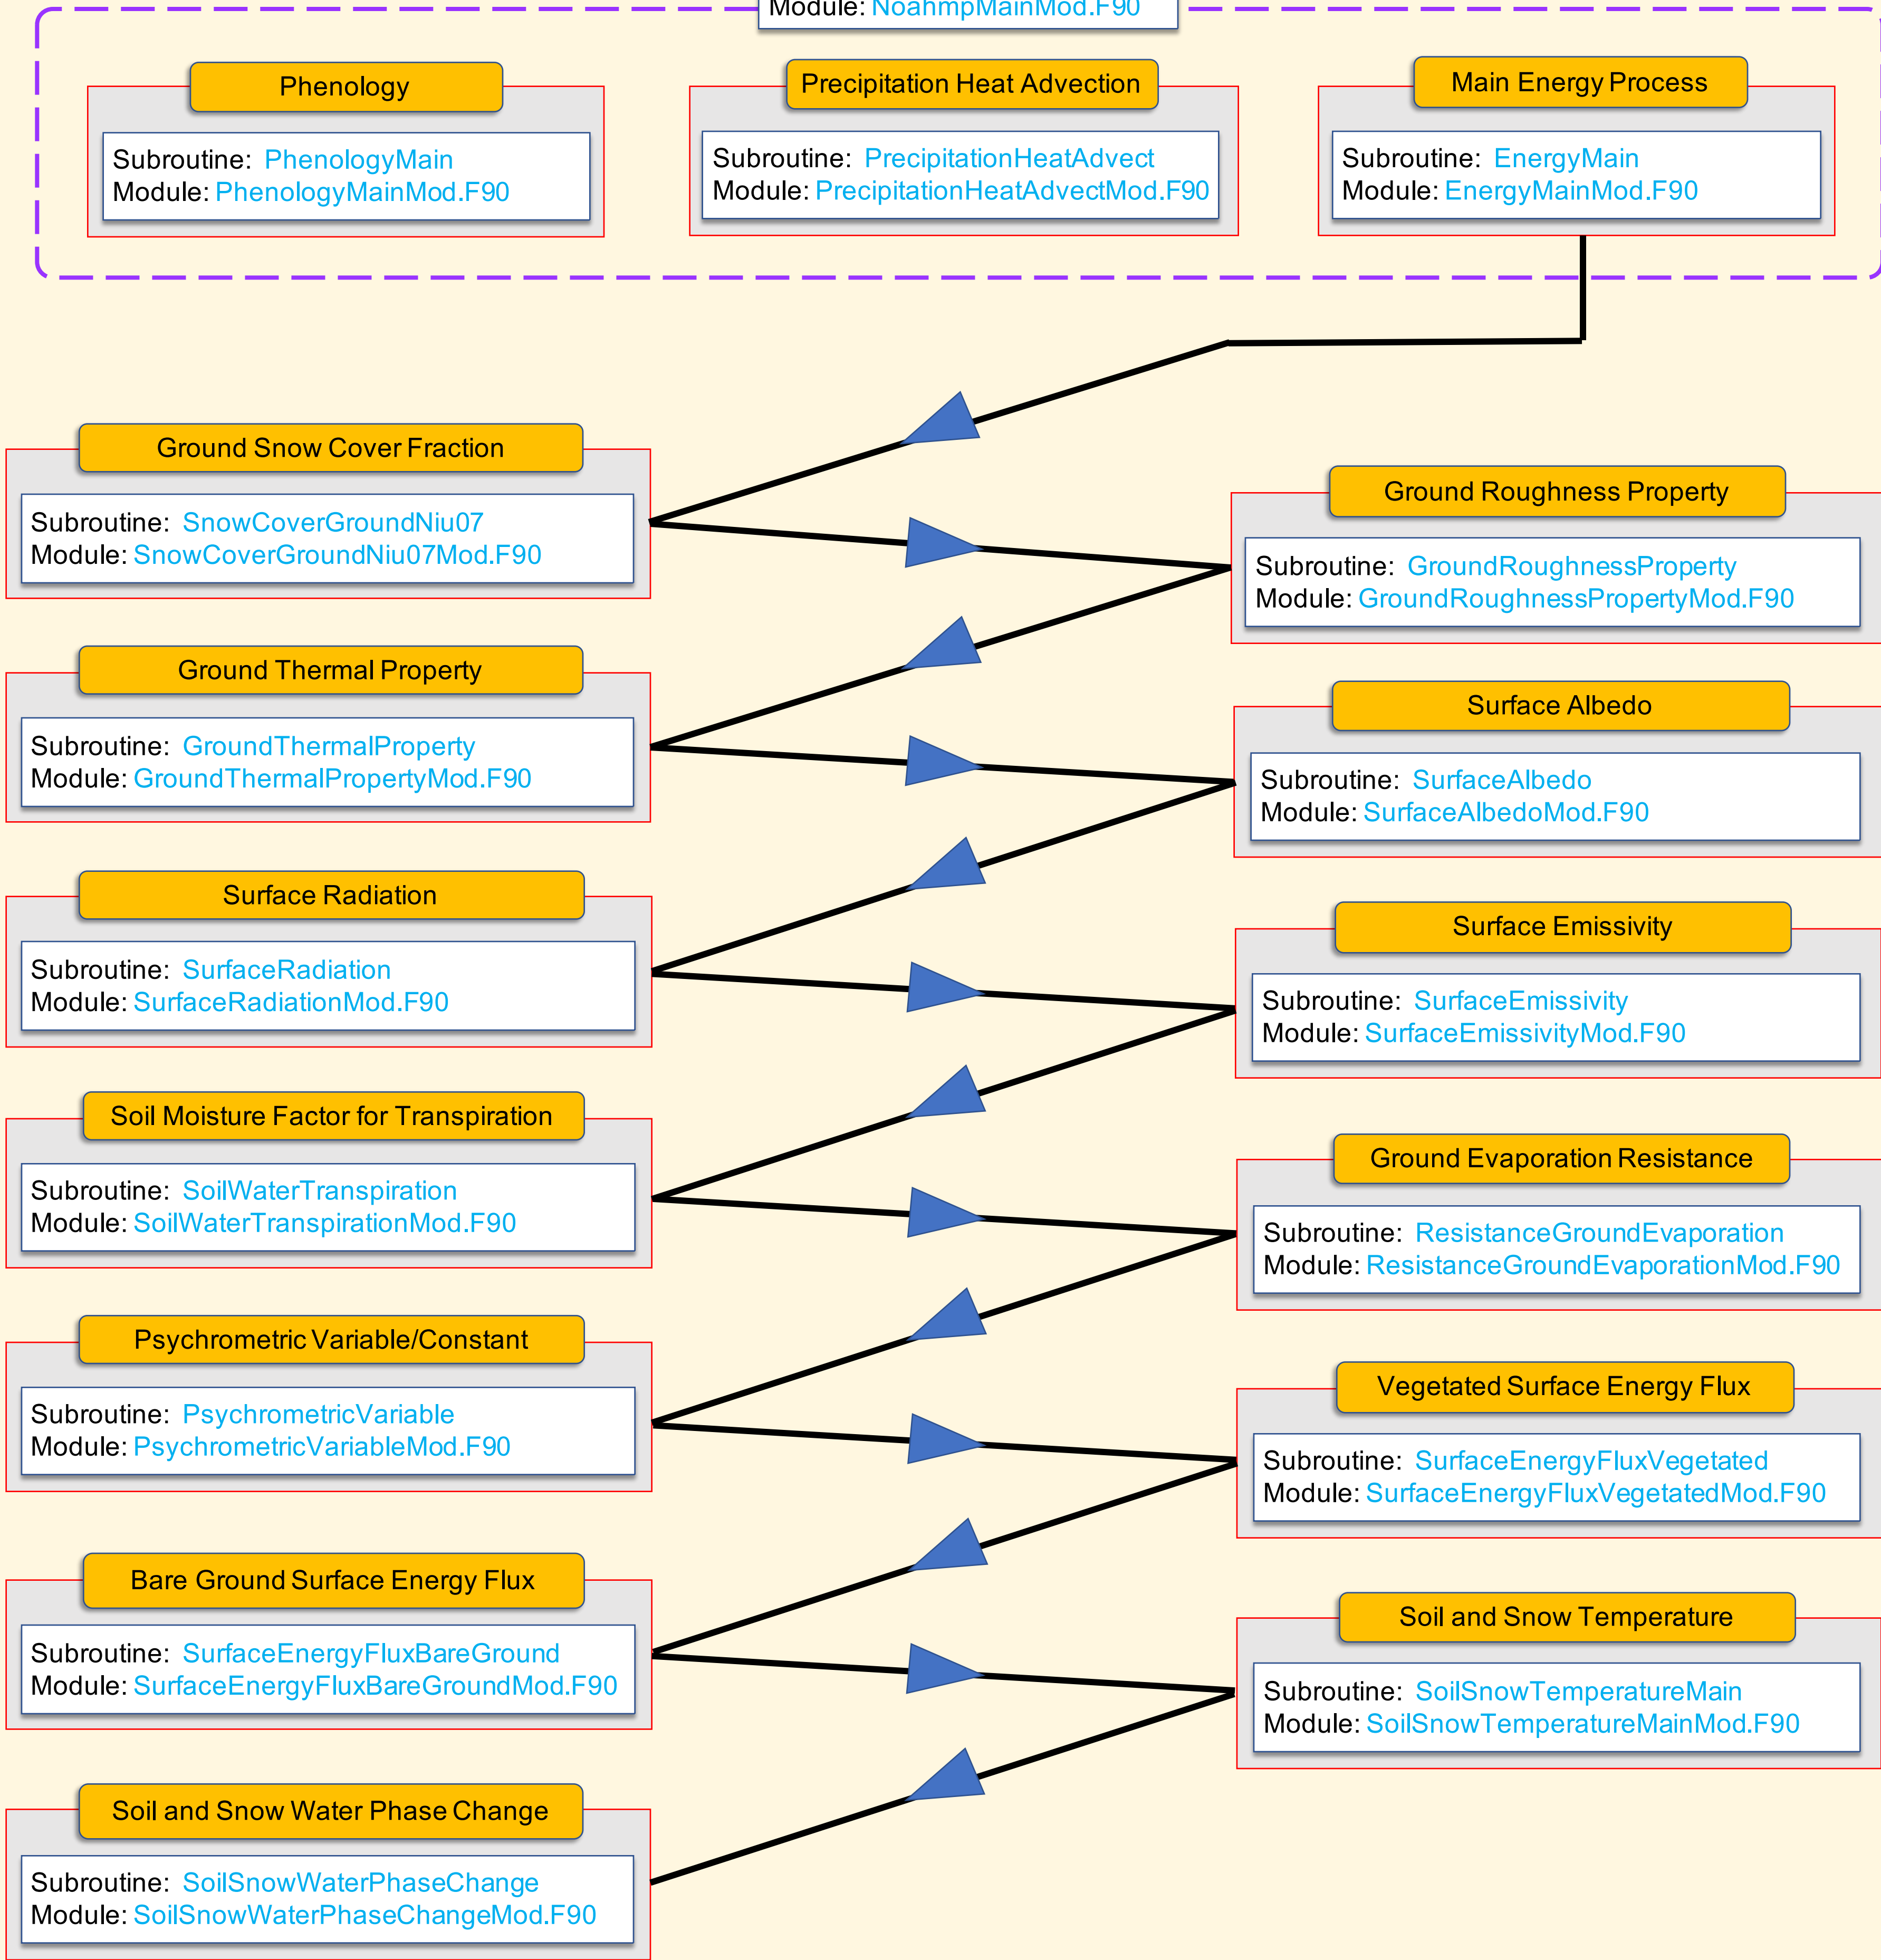 Module: NoahmpMainMod.F90
Phenology
Subroutine: PhenologyMain
Module: PhenologyMainMod.F90
Precipitation Heat Advection
Subroutine: PrecipitationHeatAdvect
Module: PrecipitationHeatAdvectMod.F90
Main Energy Process
Subroutine: EnergyMain
Module: EnergyMainMod.F90
Ground Snow Cover Fraction
Subroutine: SnowCoverGroundNiu07
Module: SnowCoverGroundNiu07Mod.F90
Ground Roughness Property
Subroutine: GroundRoughnessProperty
Module: GroundRoughnessPropertyMod.F90
Ground Thermal Property
Subroutine: GroundThermalProperty
Module: GroundThermalPropertyMod.F90
Surface Albedo
Subroutine: SurfaceAlbedo
Module: SurfaceAlbedoMod.F90
Surface Radiation
Subroutine: SurfaceRadiation
Module: SurfaceRadiationMod.F90
Surface Emissivity
Subroutine: SurfaceEmissivity
Module: SurfaceEmissivityMod.F90
Soil Moisture Factor for Transpiration
Subroutine: SoilWaterTranspiration
Module: SoilWaterTranspirationMod.F90
Ground Evaporation Resistance
Subroutine: ResistanceGroundEvaporation
Module: ResistanceGroundEvaporationMod.F90
Psychrometric Variable/Constant
Subroutine: PsychrometricVariable
Module: PsychrometricVariableMod.F90
Vegetated Surface Energy Flux
Subroutine: SurfaceEnergyFluxVegetated
Module: SurfaceEnergyFluxVegetatedMod.F90
Bare Ground Surface Energy Flux
Subroutine: SurfaceEnergyFluxBareGround
Module: SurfaceEnergyFluxBareGroundMod.F90
Soil and Snow Temperature
Subroutine: SoilSnowTemperatureMain
Module: SoilSnowTemperatureMainMod.F90
Soil and Snow Water Phase Change
Subroutine: SoilSnowWaterPhaseChange
Module: SoilSnowWaterPhaseChangeMod.F90